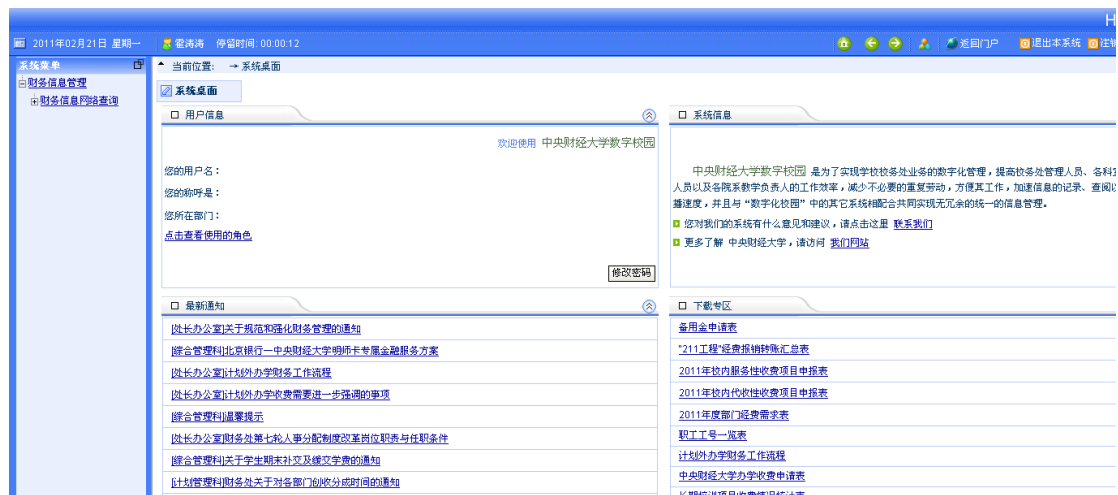 H
2011年02月21日 星期一
霍涛涛 停留时间: 00:00:12
返回门户 退出本系统 注销
系统菜单
财务信息管理
财务信息网络查询
当前位置: → 系统桌面
系统桌面
用户信息
欢迎使用 中央财经大学数字校园
您的用户名:
您的称呼是:
您所在部门:
点击查看使用的角色
修改密码
系统信息
中央财经大学数字校园 是为了实现学校校务处业务的数字化管理,提高校务处管理人员、各科室
人员以及各院系教学负责人的工作效率,减少不必要的重复劳动,方便其工作,加速信息的记录、查阅以
播速度,并且与“数字化校园”中的其它系统相配合共同实现无冗余的统一的信息管理。
您对我们的系统有什么意见和建议,请点击这里 联系我们
更多了解 中央财经大学,请访问 我们网站
最新通知
[处长办公室]关于规范和强化财务管理的通知
[综合管理科]北京银行—中央财经大学明师卡专属金融服务方案
[处长办公室]计划外办学财务工作流程
[处长办公室]计划外办学收费需要进一步强调的事项
[综合管理科]温馨提示
[处长办公室]财务处第七轮人事分配制度改革岗位职责与任职条件
[综合管理科]关于学生期末补交及缓交学费的通知
[计划管理科]财务处关于对各部门创收分成时间的通知
下载专区
备用金申请表
"211工程"经费报销转账汇总表
2011年校内服务性收费项目申报表
2011年校内代收性收费项目申报表
2011年度部门经费需求表
职工工号一览表
计划外办学财务工作流程
中央财经大学办学收费申请表